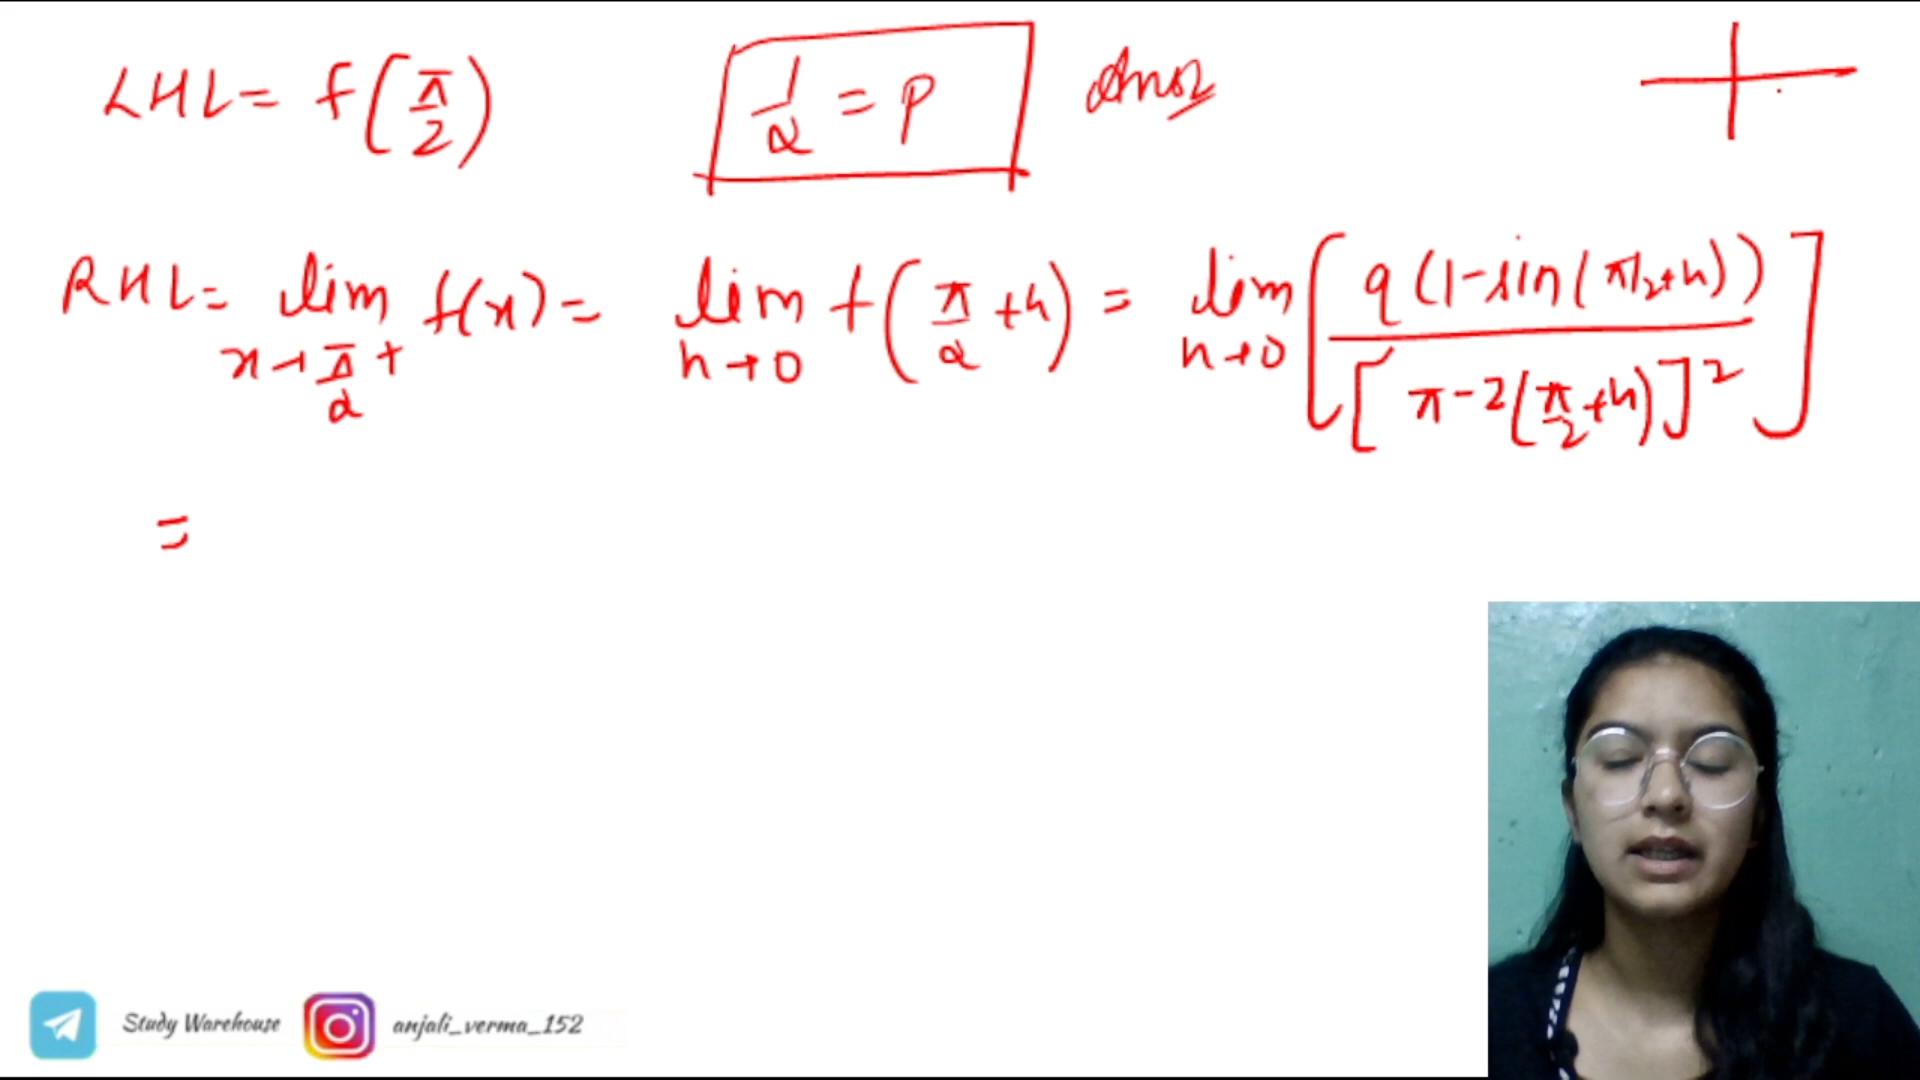 LHL = f(π/2) 1/2 = p Ans
RHL = lim x→π/2+ f(x) = lim h→0 f(π/2 + h) = lim h→0 [ q(1-sin(π/2+h)) / [π-2(π/2+h)]² ]
=
Study Warehouse anjali_verma_152